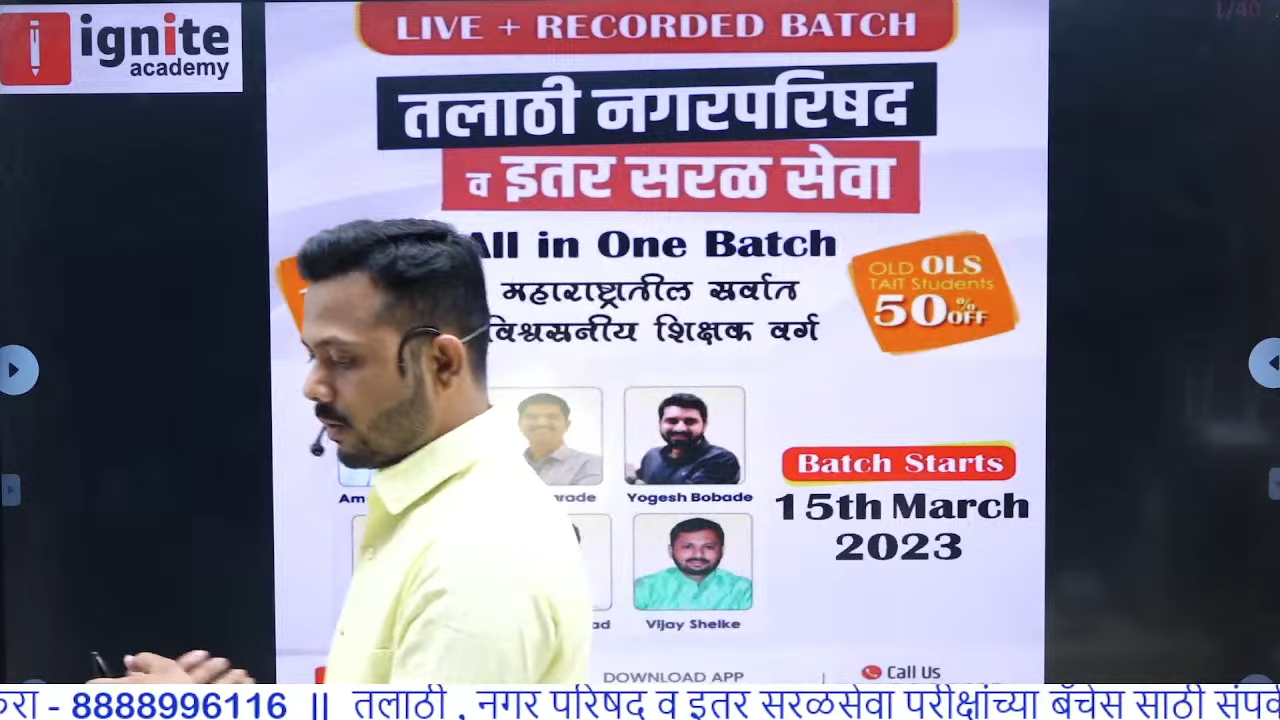 ignite
academy
1/40
LIVE + RECORDED BATCH
तलाठी नगरपरिषद
व इतर सरळ सेवा
All in One Batch
महाराष्ट्रातील सर्वात
विश्वसनीय शिक्षक वर्ग
OLD OLS
TAIT Students
50% OFF
Yogesh Bobade
Vijay Shelke
Batch Starts
15th March
2023
DOWNLOAD APP
Call Us
- 8888996116 || तलाठी , नगर परिषद व इतर सरळसेवा परीक्षांच्या बॅचेस साठी